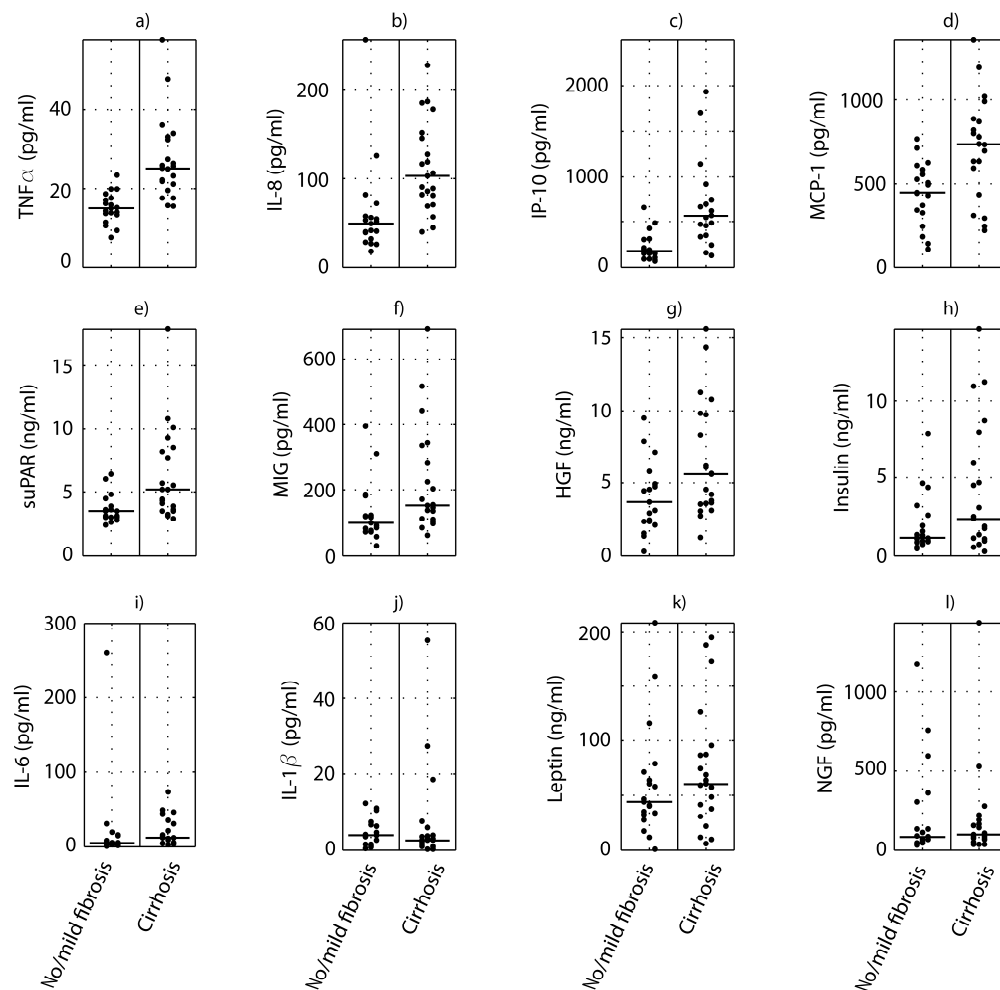 a)
TNFα (pg/ml)
40
20
0
b)
IL-8 (pg/ml)
200
100
0
c)
IP-10 (pg/ml)
2000
1000
0
d)
MCP-1 (pg/ml)
1000
500
0
e)
suPAR (ng/ml)
15
10
5
0
f)
MIG (pg/ml)
600
400
200
0
g)
HGF (ng/ml)
15
10
5
0
h)
Insulin (ng/ml)
10
5
0
i)
IL-6 (pg/ml)
300
200
100
0
No/mild fibrosis
Cirrhosis
j)
IL-1β (pg/ml)
60
40
20
0
No/mild fibrosis
Cirrhosis
k)
Leptin (ng/ml)
200
100
0
No/mild fibrosis
Cirrhosis
l)
NGF (pg/ml)
1000
500
0
No/mild fibrosis
Cirrhosis